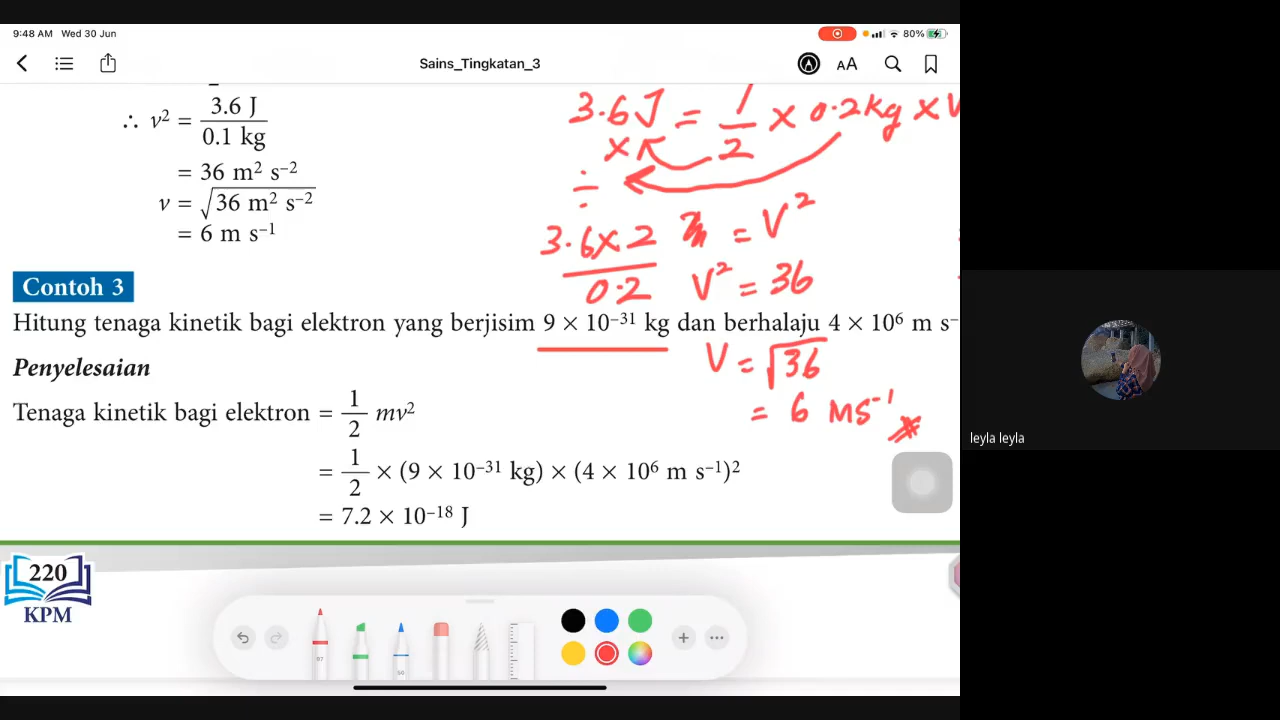 9:48 AM Wed 30 Jun
80%
Sains_Tingkatan_3
AA
∴ v² = 3.6 J / 0.1 kg
= 36 m² s⁻²
v = √36 m² s⁻²
= 6 m s⁻¹
3.6J = 1/2 × 0.2kg × V
×
÷
3.6×2 / 0.2 = V²
V² = 36
Contoh 3
Hitung tenaga kinetik bagi elektron yang berjisim 9 × 10⁻³¹ kg dan berhalaju 4 × 10⁶ m s⁻
V = √36
= 6 ms⁻¹
Penyelesaian
Tenaga kinetik bagi elektron = 1/2 mv²
= 1/2 × (9 × 10⁻³¹ kg) × (4 × 10⁶ m s⁻¹)²
= 7.2 × 10⁻¹⁸ J
220
KPM
leyla leyla